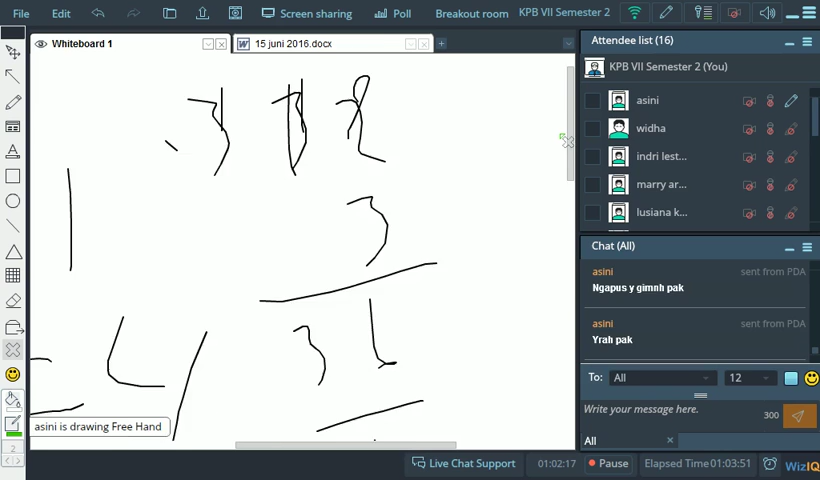 File Edit Screen sharing Poll Breakout room KPB VII Semester 2
Whiteboard 1 15 juni 2016.docx
Attendee list (16)
KPB VII Semester 2 (You)
asini
widha
indri lest...
marry ar...
lusiana k...
3
3
Chat (All)
asini sent from PDA
Ngapus y gimnh pak
asini sent from PDA
Yrah pak
To: All 12
Write your message here. 300
All
asini is drawing Free Hand
2
Live Chat Support 01:02:17 Pause Elapsed Time 01:03:51 WizIQ